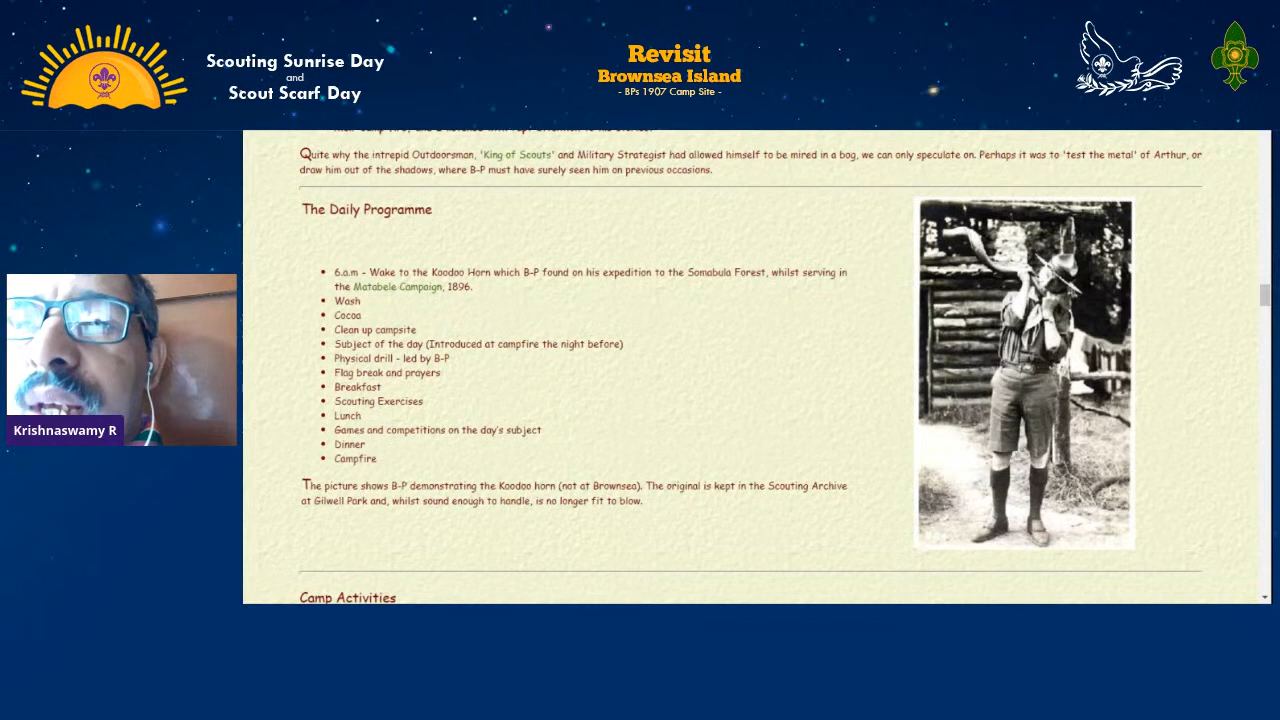 Scouting Sunrise Day
and
Scout Scarf Day
Revisit
Brownsea Island
- BPs 1907 Camp Site -
Quite why the intrepid Outdoorsman, 'King of Scouts' and Military Strategist had allowed himself to be mired in a bog, we can only speculate on. Perhaps it was to 'test the metal' of Arthur, or
draw him out of the shadows, where B-P must have surely seen him on previous occasions.
The Daily Programme
• 6.a.m - Wake to the Koodoo Horn which B-P found on his expedition to the Somabula Forest, whilst serving in
the Matabele Campaign, 1896.
• Wash
• Cocoa
• Clean up campsite
• Subject of the day (Introduced at campfire the night before)
• Physical drill - led by B-P
• Flag break and prayers
• Breakfast
• Scouting Exercises
• Lunch
• Games and competitions on the day's subject
• Dinner
• Campfire
The picture shows B-P demonstrating the Koodoo horn (not at Brownsea). The original is kept in the Scouting Archive
at Gilwell Park and, whilst sound enough to handle, is no longer fit to blow.
Camp Activities
Krishnaswamy R